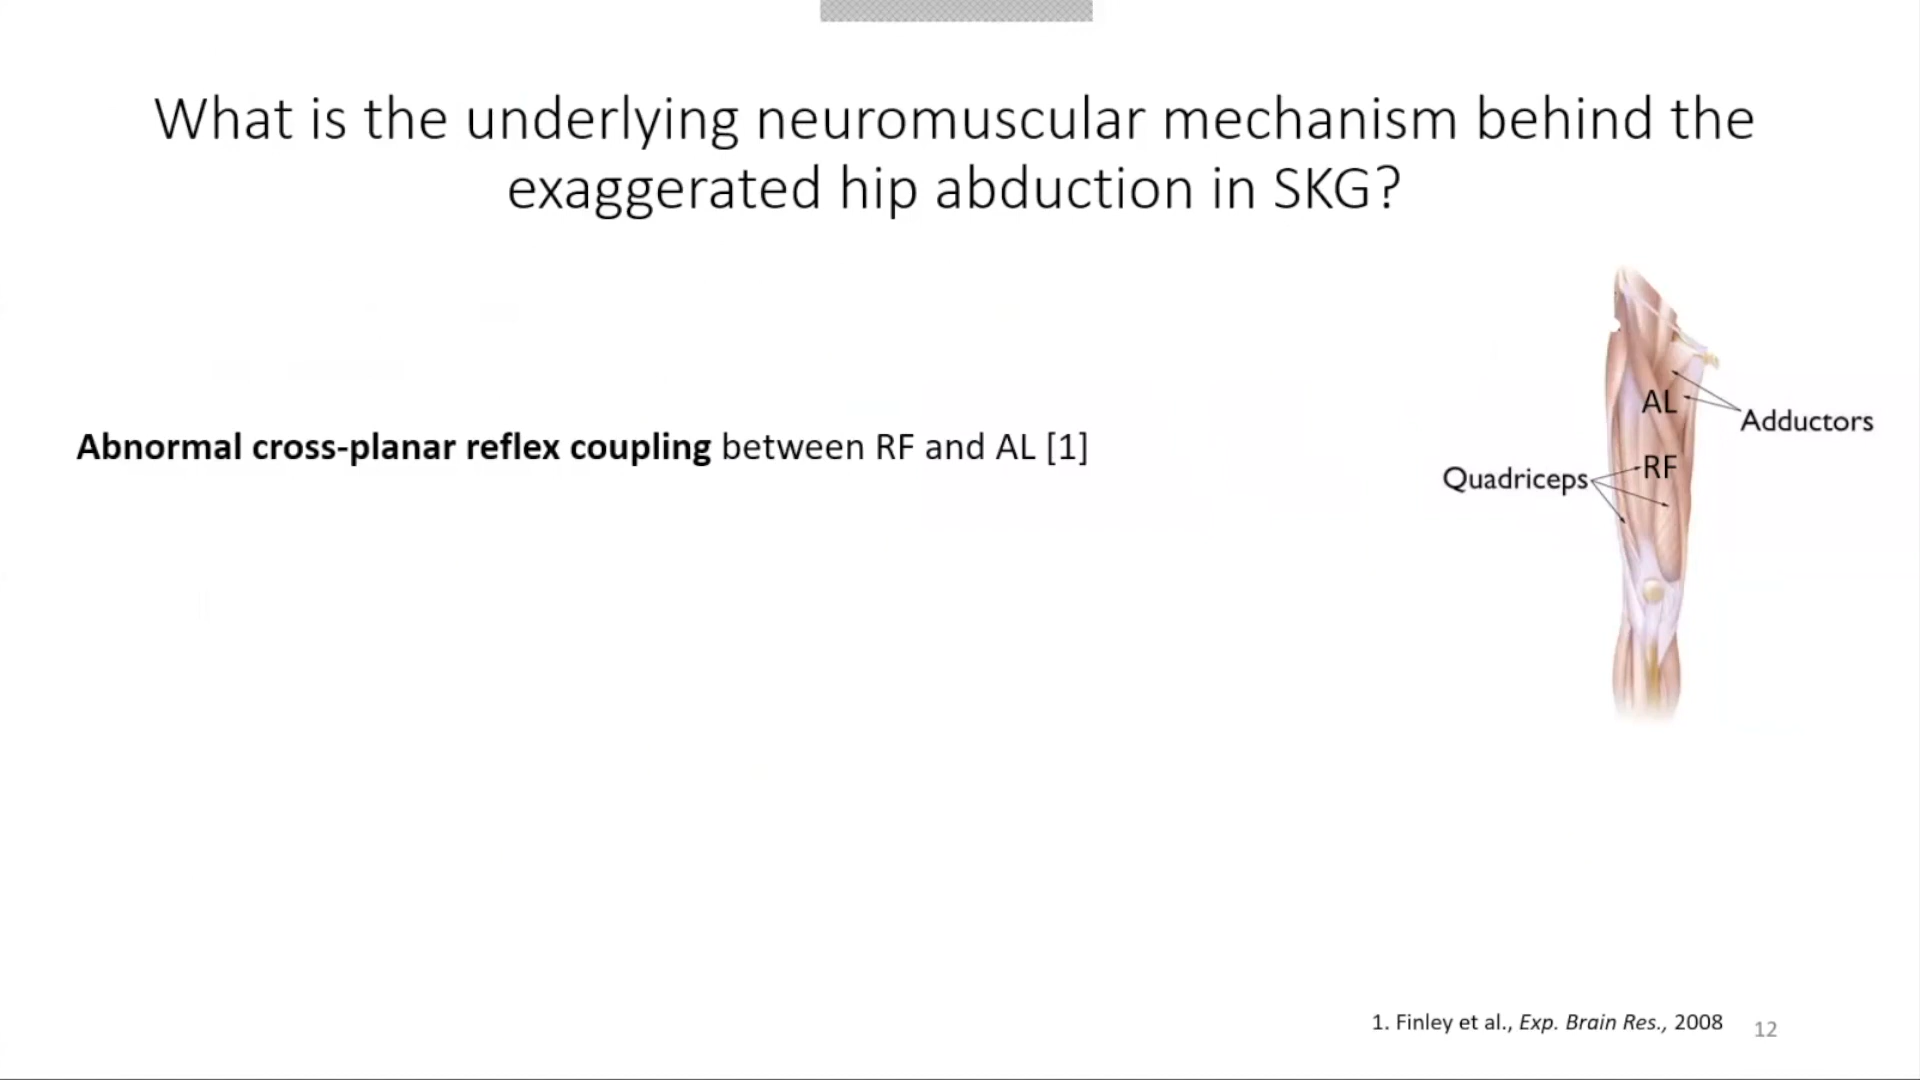 What is the underlying neuromuscular mechanism behind the
exaggerated hip abduction in SKG?
Abnormal cross-planar reflex coupling between RF and AL [1]
AL
Adductors
RF
Quadriceps
1. Finley et al., Exp. Brain Res., 2008
12